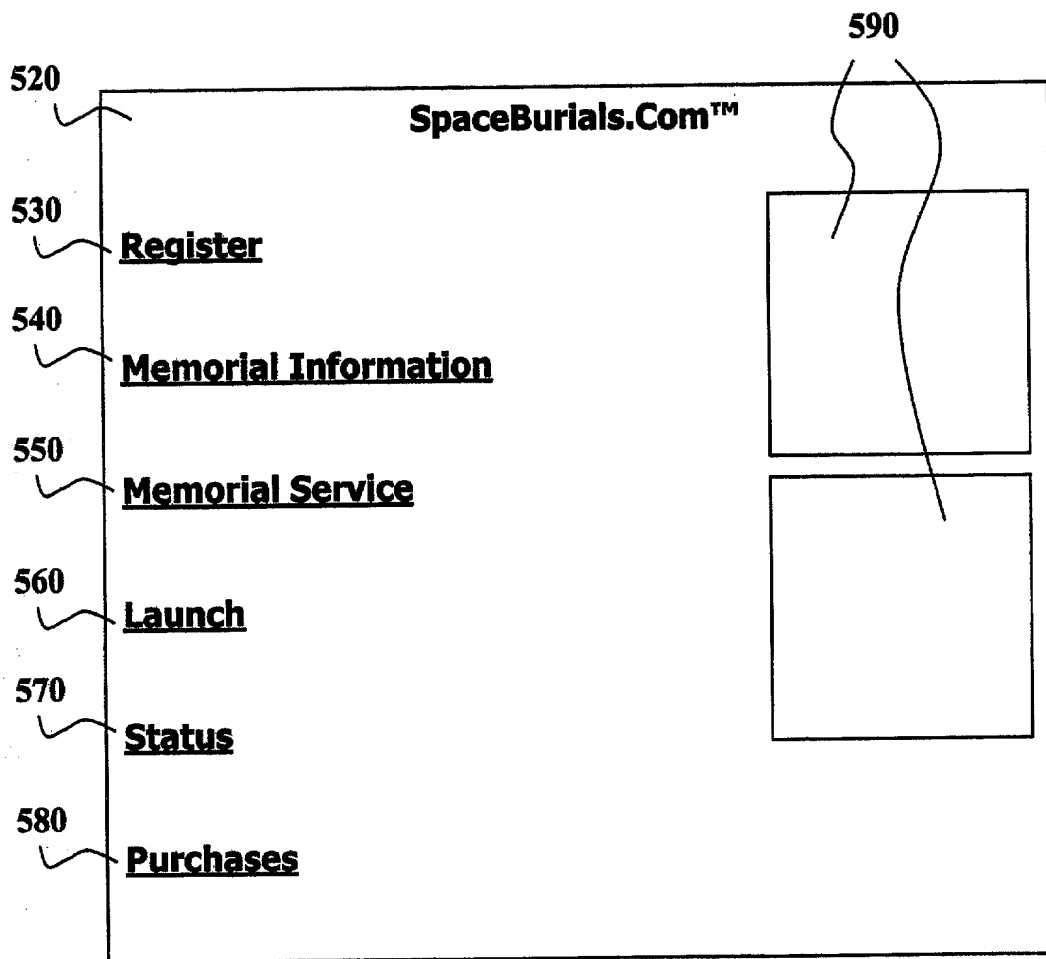 590
520
SpaceBurials.Com™
530
Register
540
Memorial Information
550
Memorial Service
560
Launch
570
Status
580
Purchases